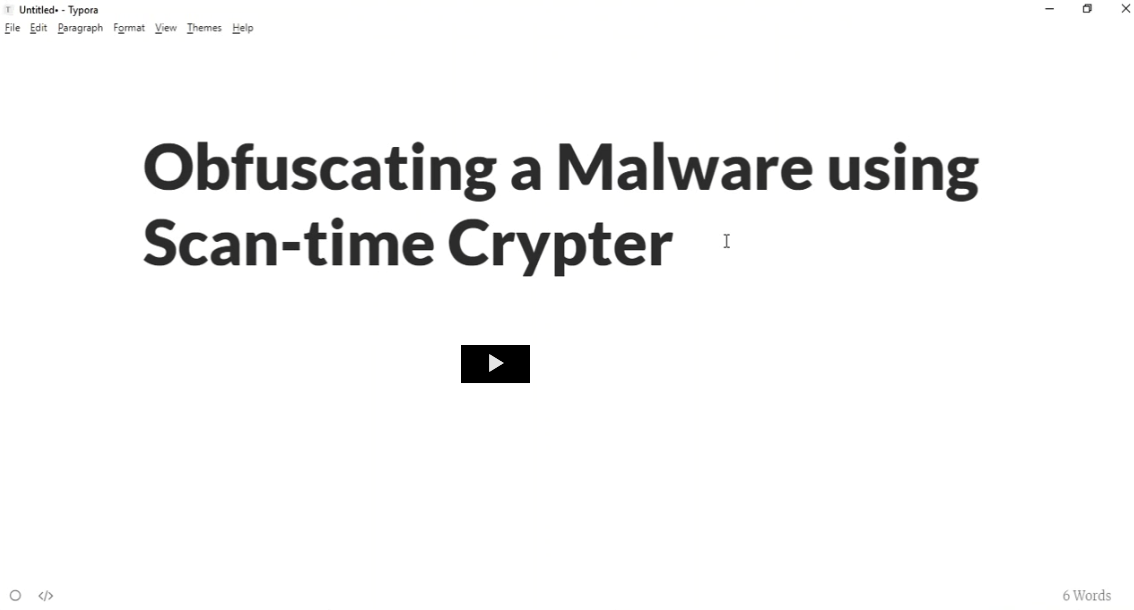 Untitled• - Typora
File Edit Paragraph Format View Themes Help
Obfuscating a Malware using
Scan-time Crypter
6 Words